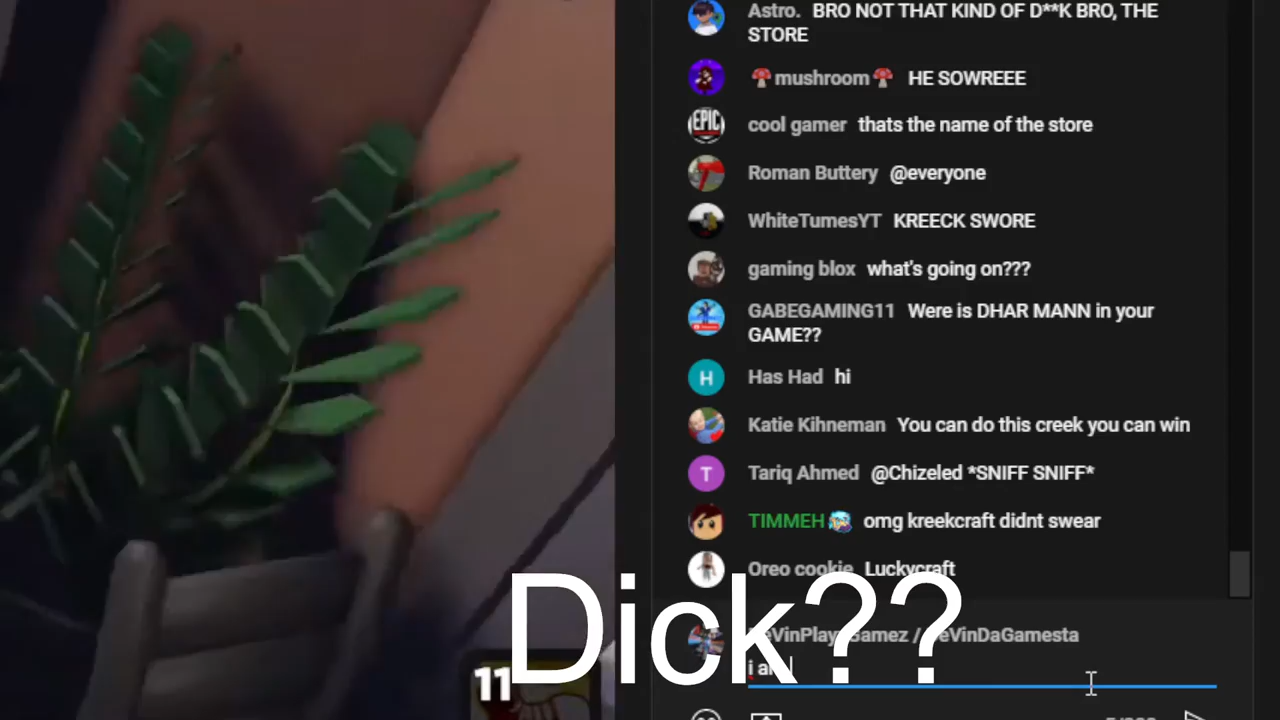 Astro. BRO NOT THAT KIND OF D**K BRO, THE
STORE
mushroom HE SOWREEE
EPIC
cool gamer thats the name of the store
Roman Buttery @everyone
WhiteTumesYT KREECK SWORE
gaming blox what's going on???
GABEGAMING11 Were is DHAR MANN in your
GAME??
H Has Had hi
Katie Kihneman You can do this creek you can win
T Tariq Ahmed @Chizeled *SNIFF SNIFF*
TIMMEH omg kreekcraft didnt swear
Oreo cookie Luckycraft
Dick??
eVinDaGamesta
11